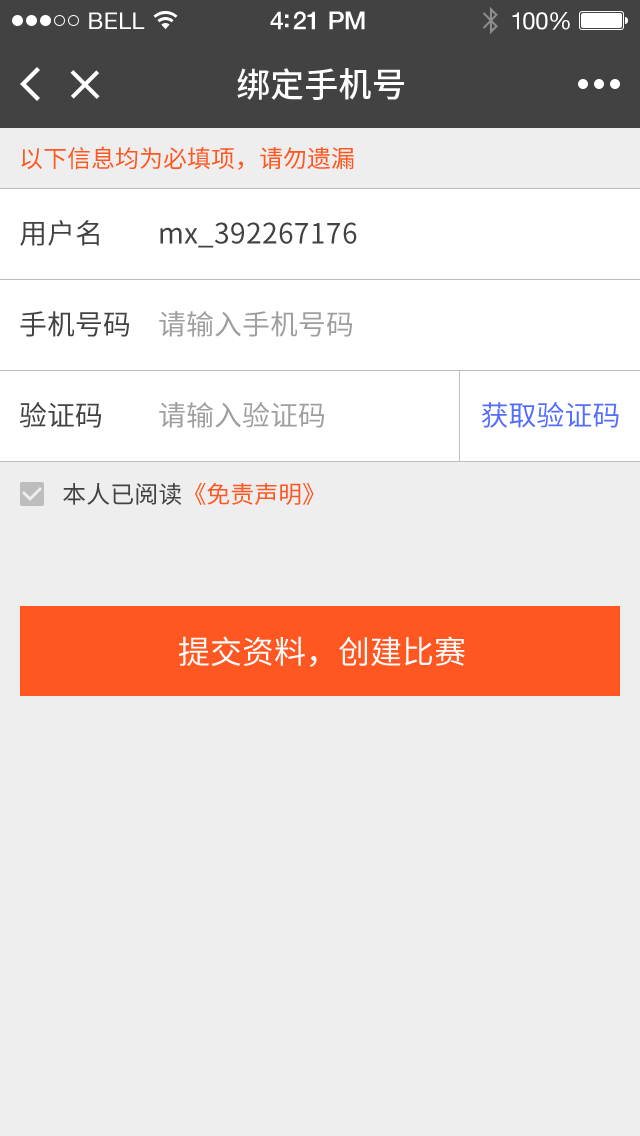 BELL 4:21 PM 100%
绑定手机号
以下信息均为必填项，请勿遗漏
用户名 mx_392267176
手机号码 请输入手机号码
验证码 请输入验证码 获取验证码
本人已阅读《免责声明》
提交资料，创建比赛